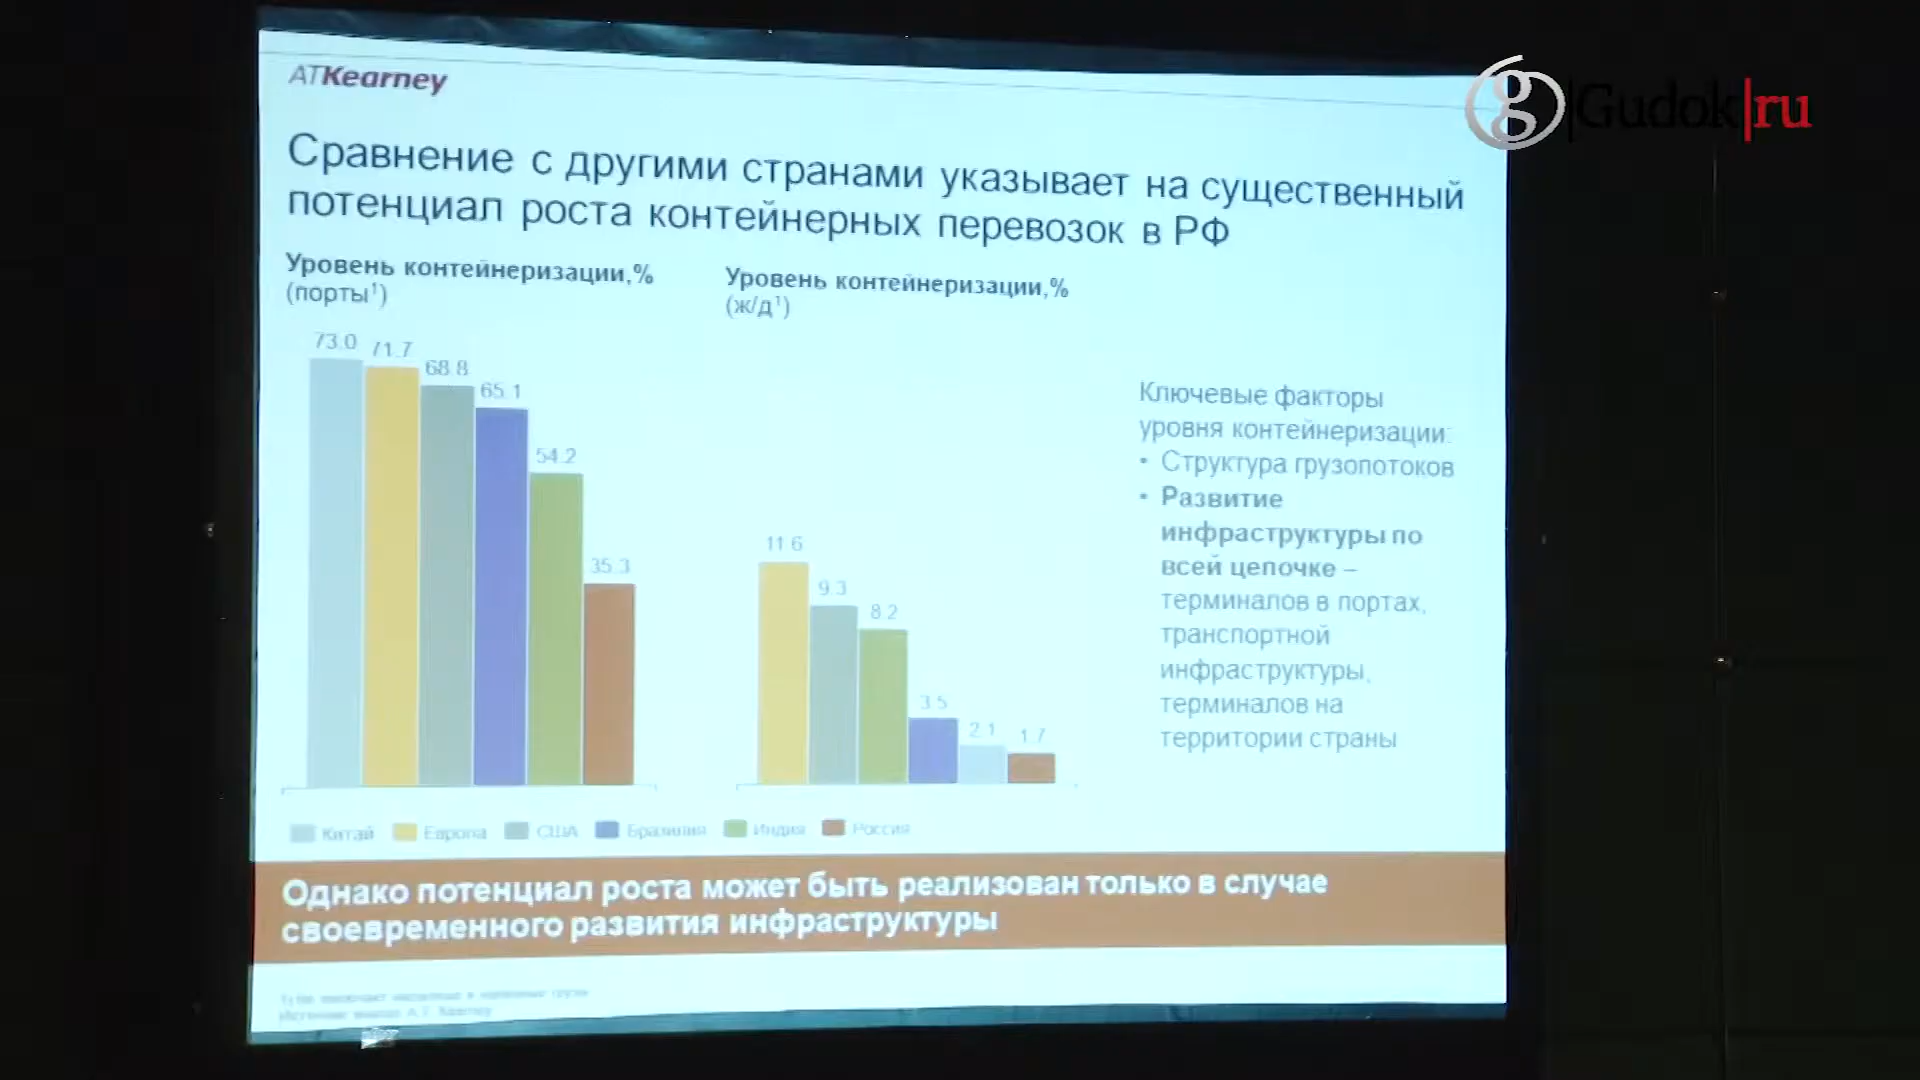 ATKearney
Gudok|ru
Сравнение с другими странами указывает на существенный
потенциал роста контейнерных перевозок в РФ
Уровень контейнеризации,%
(порты¹)
73.0
71.7
68.8
65.1
54.2
35.3
Уровень контейнеризации,%
(ж/д¹)
11.6
9.3
8.2
3.5
2.1
1.7
Ключевые факторы
уровня контейнеризации:
• Структура грузопотоков
• Развитие
инфраструктуры по
всей цепочке –
терминалов в портах,
транспортной
инфраструктуры,
терминалов на
территории страны
Китай Европа США Бразилия Индия Россия
Однако потенциал роста может быть реализован только в случае
своевременного развития инфраструктуры